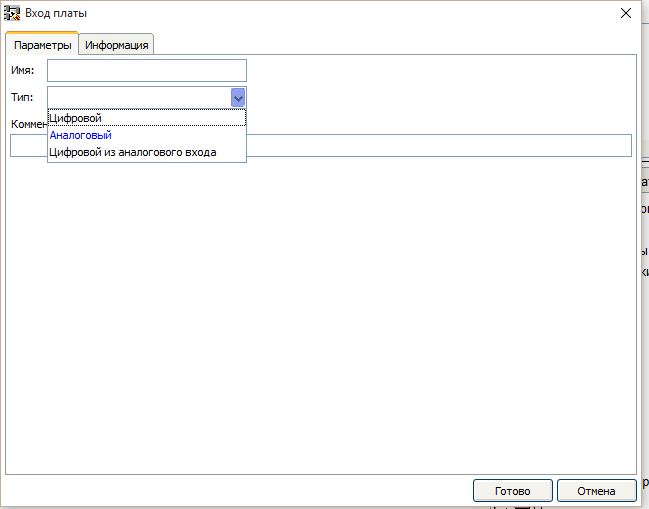 Вход платы
Параметры
Информация
Имя:
Тип:
Цифровой
Аналоговый
Цифровой из аналогового входа
Готово
Отмена